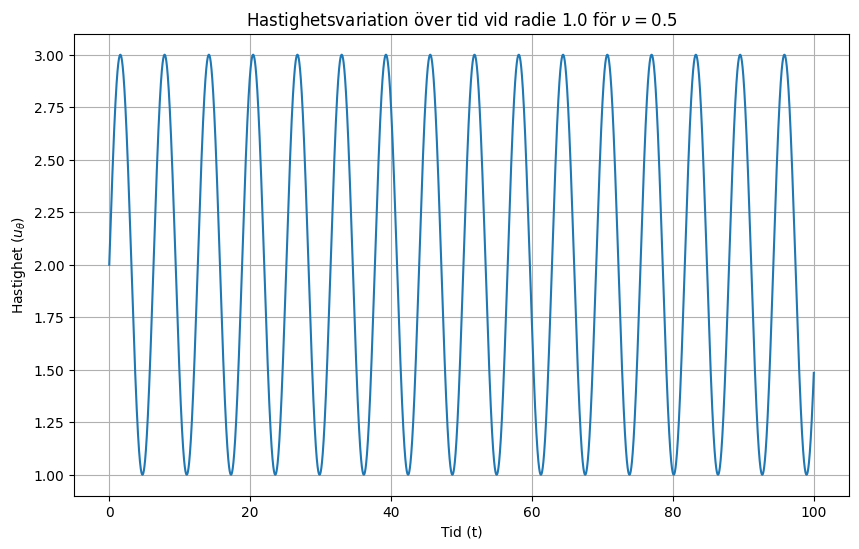 Hastighetsvariation över tid vid radie 1.0 för ν = 0.5
Hastighet (u_θ)
3.00
2.75
2.50
2.25
2.00
1.75
1.50
1.25
1.00
0 20 40 60 80 100
Tid (t)